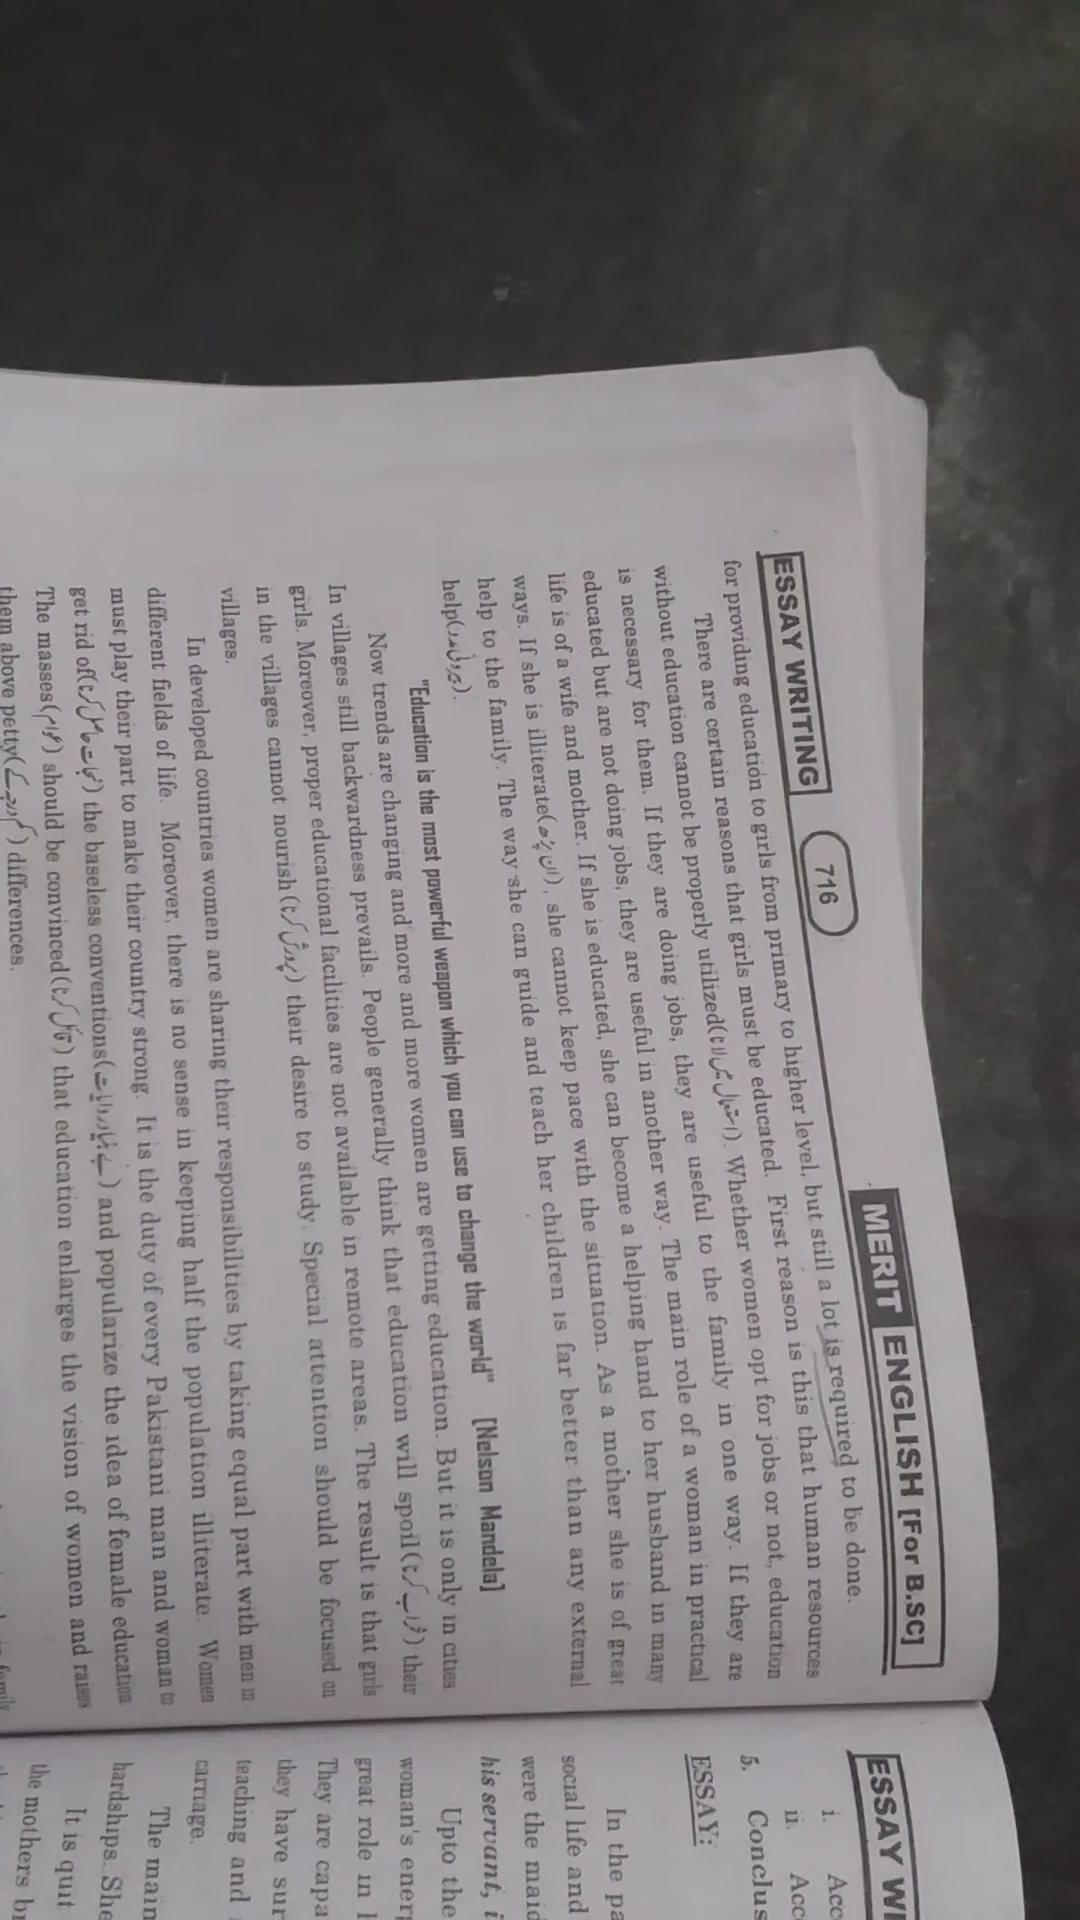 ESSAY WRITING 716 MERIT ENGLISH [For B.SC]
for providing education to girls from primary to higher level, but still a lot is required to be done.
There are certain reasons that girls must be educated. First reason is this that human resources
without education cannot be properly utilized(استعمال میں لانا). Whether women opt for jobs or not, education
is necessary for them. If they are doing jobs, they are useful to the family in one way. If they are
educated but are not doing jobs, they are useful in another way. The main role of a woman in practical
life is of a wife and mother. If she is educated, she can become a helping hand to her husband in many
ways. If she is illiterate(ان پڑھ), she cannot keep pace with the situation. As a mother she is of great
help to the family. The way she can guide and teach her children is far better than any external
help(بیرونی مدد).
"Education is the most powerful weapon which you can use to change the world" [Nelson Mandela]
Now trends are changing and more and more women are getting education. But it is only in cities.
In villages still backwardness prevails. People generally think that education will spoil(خراب کرنا) their
girls. Moreover, proper educational facilities are not available in remote areas. The result is that girls
in the villages cannot nourish(پرورش کرنا) their desire to study. Special attention should be focused on
villages.
In developed countries women are sharing their responsibilities by taking equal part with men in
different fields of life. Moreover, there is no sense in keeping half the population illiterate. Women
must play their part to make their country strong. It is the duty of every Pakistani man and woman to
get rid of(نجات حاصل کرنا) the baseless conventions(بے بنیاد روایات) and popularize the idea of female education.
The masses(عوام) should be convinced(قائل کرنا) that education enlarges the vision of women and raises
them above petty differences.
ESSAY WI
i. Acc
ii. Acc
5. Conclus
ESSAY:
In the pa
social life and
were the maid
his servant, i
Upto the
woman's energ
great role in l
They are capa
they have sur
teaching and
carriage.
The main
hardships. She
It is quit
the mothers br